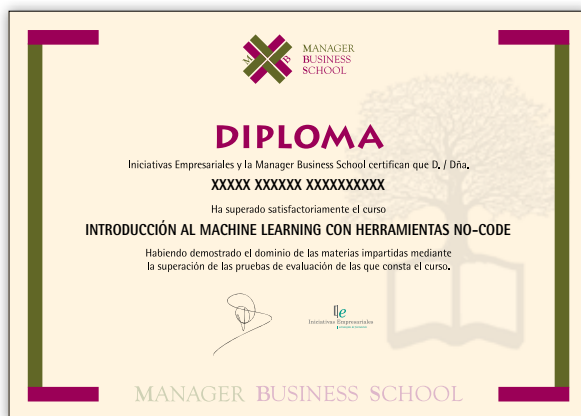 M B
MANAGER
BUSINESS
SCHOOL
DIPLOMA
Iniciativas Empresariales y la Manager Business School certifican que D. / Dña.
XXXXX XXXXXX XXXXXXXXXX
Ha superado satisfactoriamente el curso
INTRODUCCIÓN AL MACHINE LEARNING CON HERRAMIENTAS NO-CODE
Habiendo demostrado el dominio de las materias impartidas mediante
la superación de las pruebas de evaluación de las que consta el curso.
Iniciativas Empresariales
MANAGER BUSINESS SCHOOL